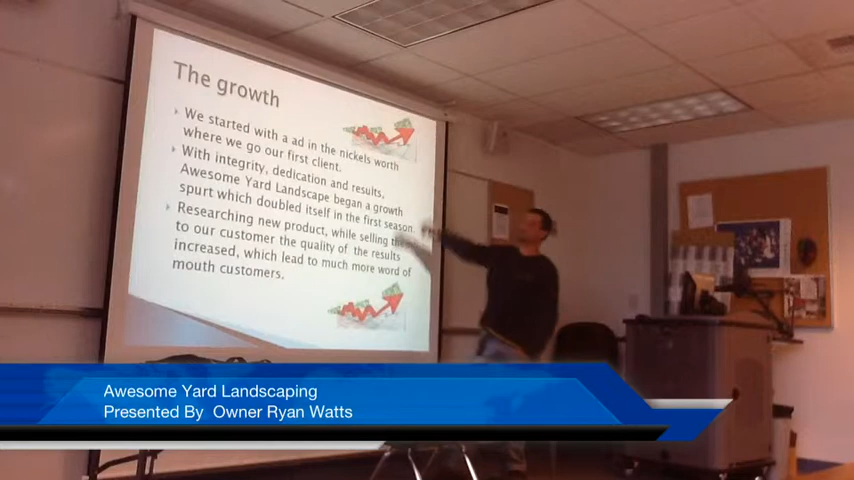 The growth
We started with a ad in the nickels worth
where we go our first client.
With integrity, dedication and results,
Awesome Yard Landscape began a growth
spurt which doubled itself in the first season.
Researching new product, while selling the
to our customer the quality of the results
increased, which lead to much more word of
mouth customers.
Awesome Yard Landscaping
Presented By Owner Ryan Watts